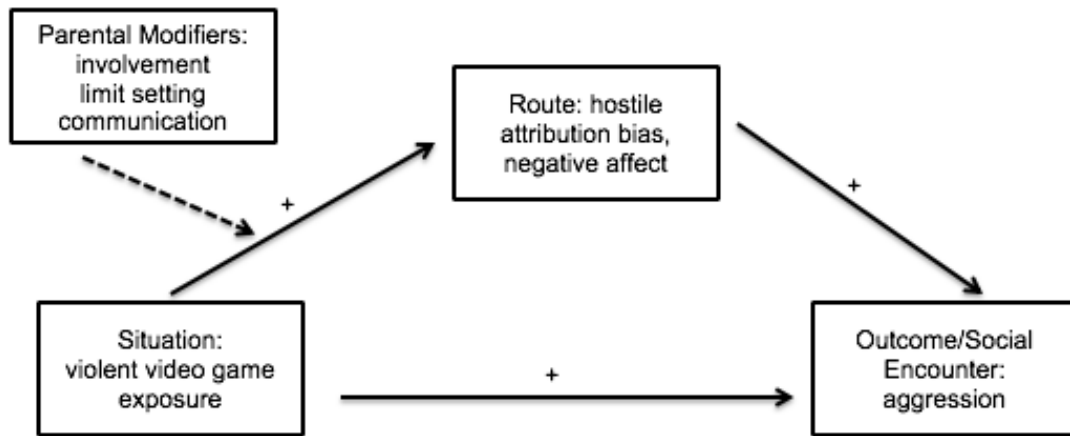 Parental Modifiers:
involvement
limit setting
communication
Route: hostile
attribution bias,
negative affect
+
+
Situation:
violent video game
exposure
+
Outcome/Social
Encounter:
aggression